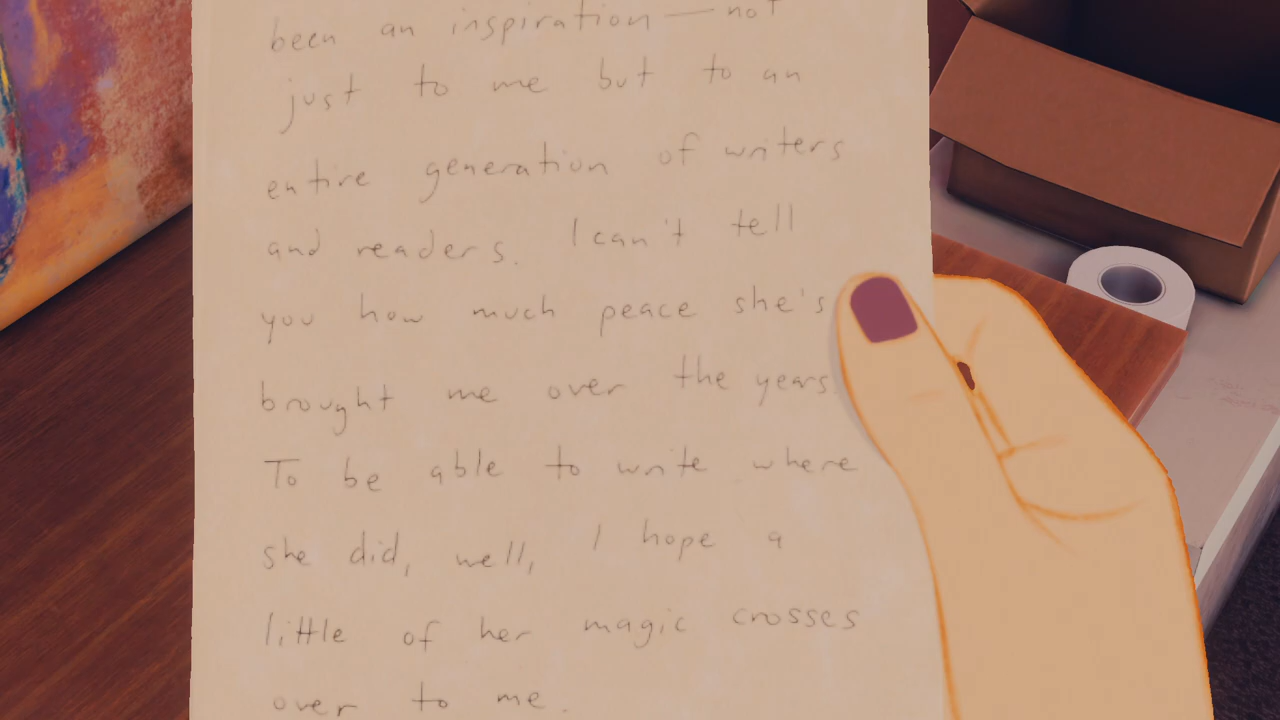 been an inspiration — not
just to me but to an
entire generation of writers
and readers. I can't tell
you how much peace she's
brought me over the years.
To be able to write where
she did, well, I hope a
little of her magic crosses
over to me.